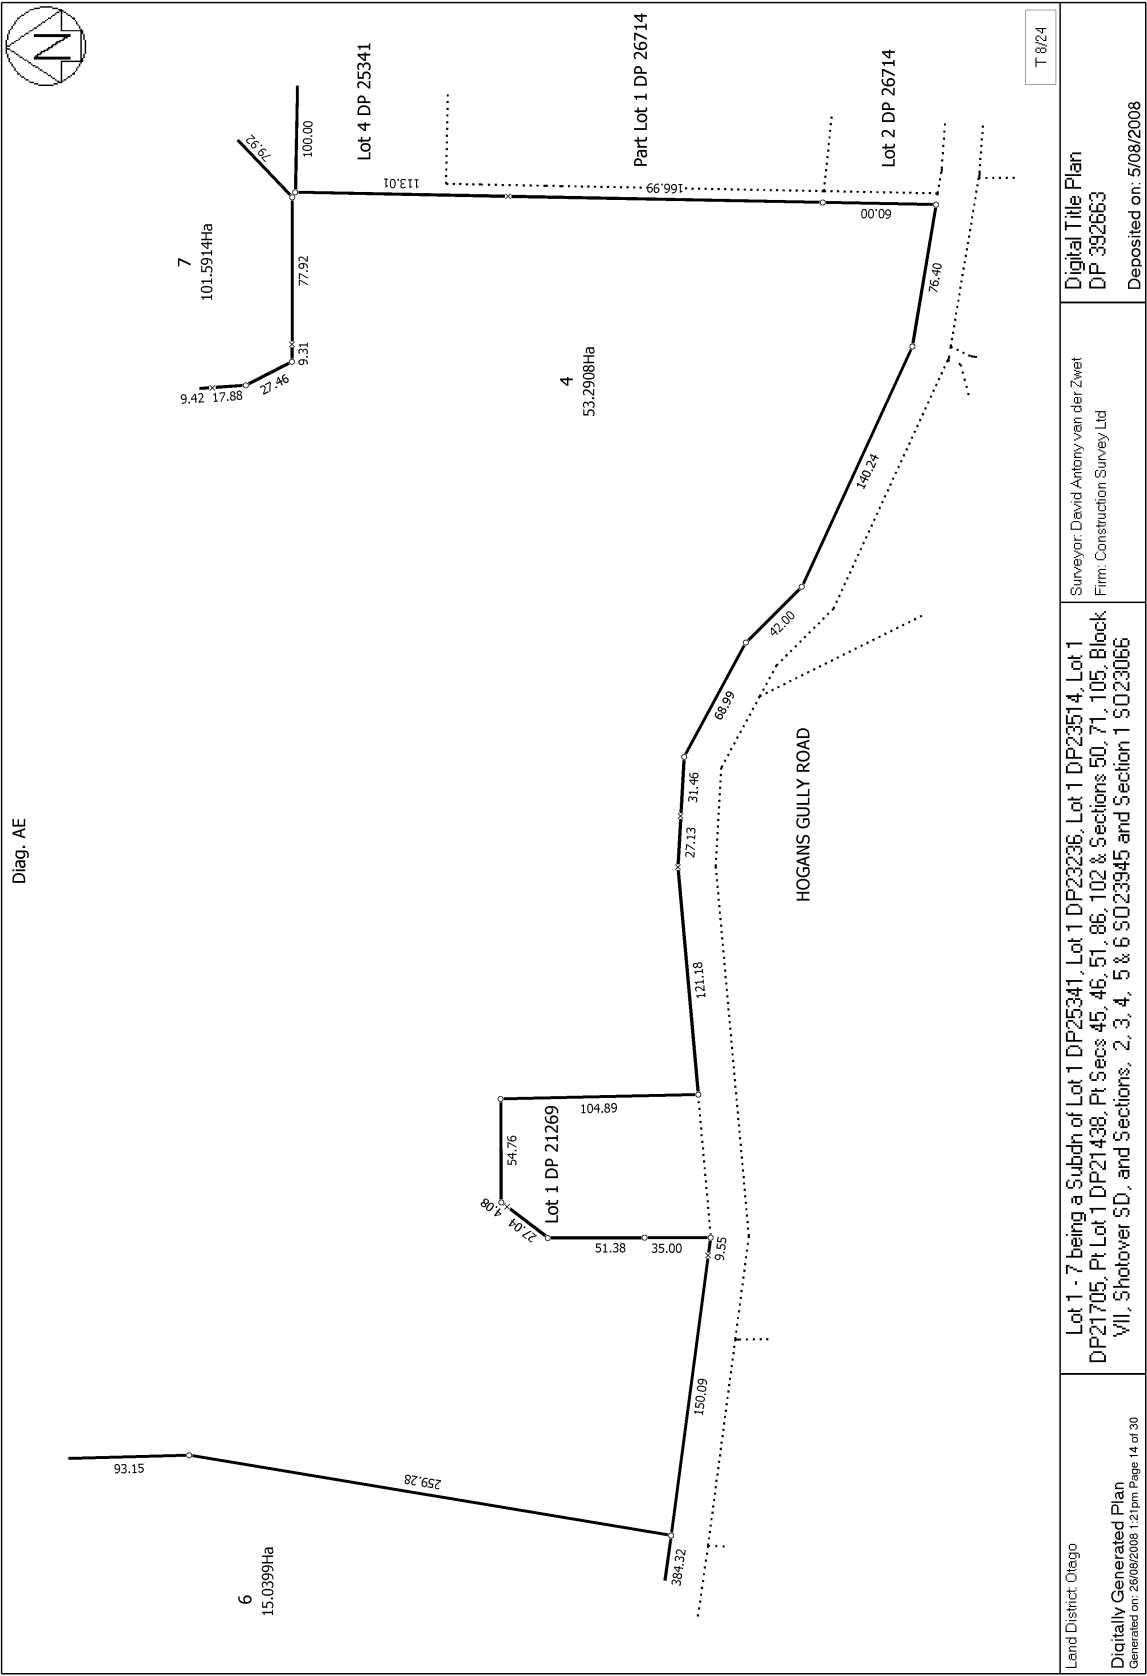 Diag. AE
N
T 8/24
7
101.5914Ha
79.92
100.00
Lot 4 DP 25341
113.01
77.92
9.31
27.46
17.88
9.42
Part Lot 1 DP 26714
166.99
Lot 2 DP 26714
60.00
76.40
4
53.2908Ha
140.24
42.00
68.99
31.46
27.13
121.18
HOGANS GULLY ROAD
104.89
54.76
4.08
27.04
Lot 1 DP 21269
51.38
35.00
9.55
150.09
93.15
259.28
384.32
6
15.0399Ha
Land District: Otago
Digitally Generated Plan
Generated on: 26/08/2008 1:21pm Page 14 of 30
Lot 1 - 7 being a Subdn of Lot 1 DP25341, Lot 1 DP23236, Lot 1 DP23514, Lot 1
DP21705, Pt Lot 1 DP21438, Pt Secs 45, 46, 51, 86, 102 & Sections 50, 71, 105, Block
VII, Shotover SD, and Sections, 2, 3, 4, 5 & 6 SO23945 and Section 1 SO23066
Surveyor: David Antony van der Zwet
Firm: Construction Survey Ltd
Digital Title Plan
DP 392663
Deposited on: 5/08/2008